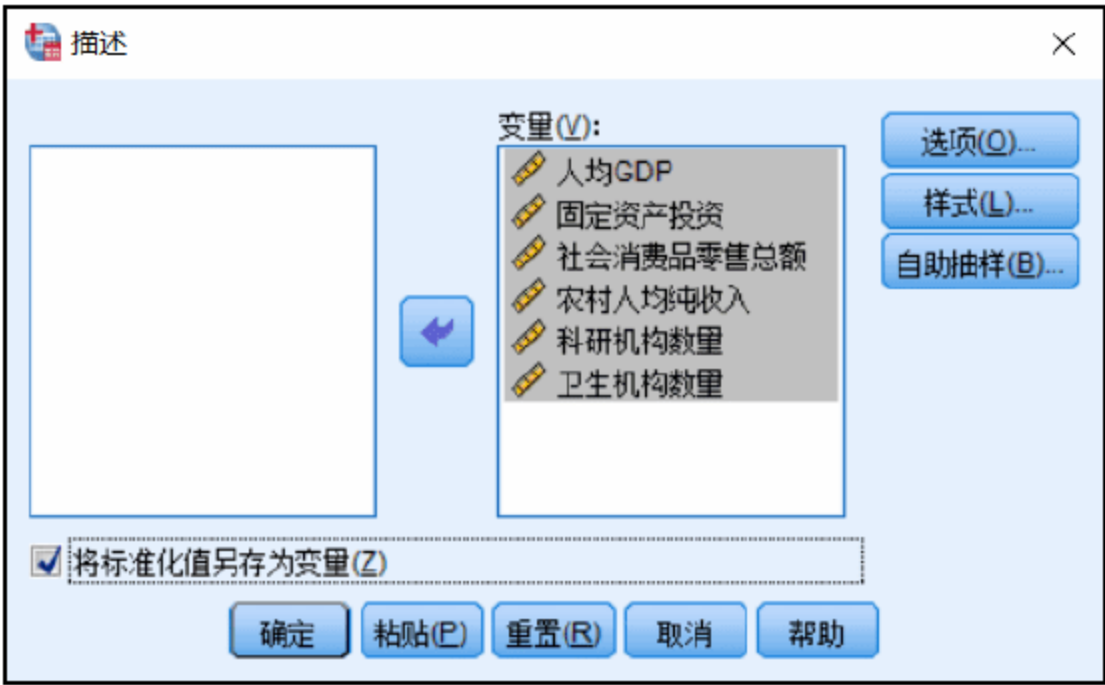 描述
变量(V):
人均GDP
固定资产投资
社会消费品零售总额
农村人均纯收入
科研机构数量
卫生机构数量
选项(O)...
样式(L)...
自助抽样(B)...
将标准化值另存为变量(Z)
确定 粘贴(P) 重置(R) 取消 帮助